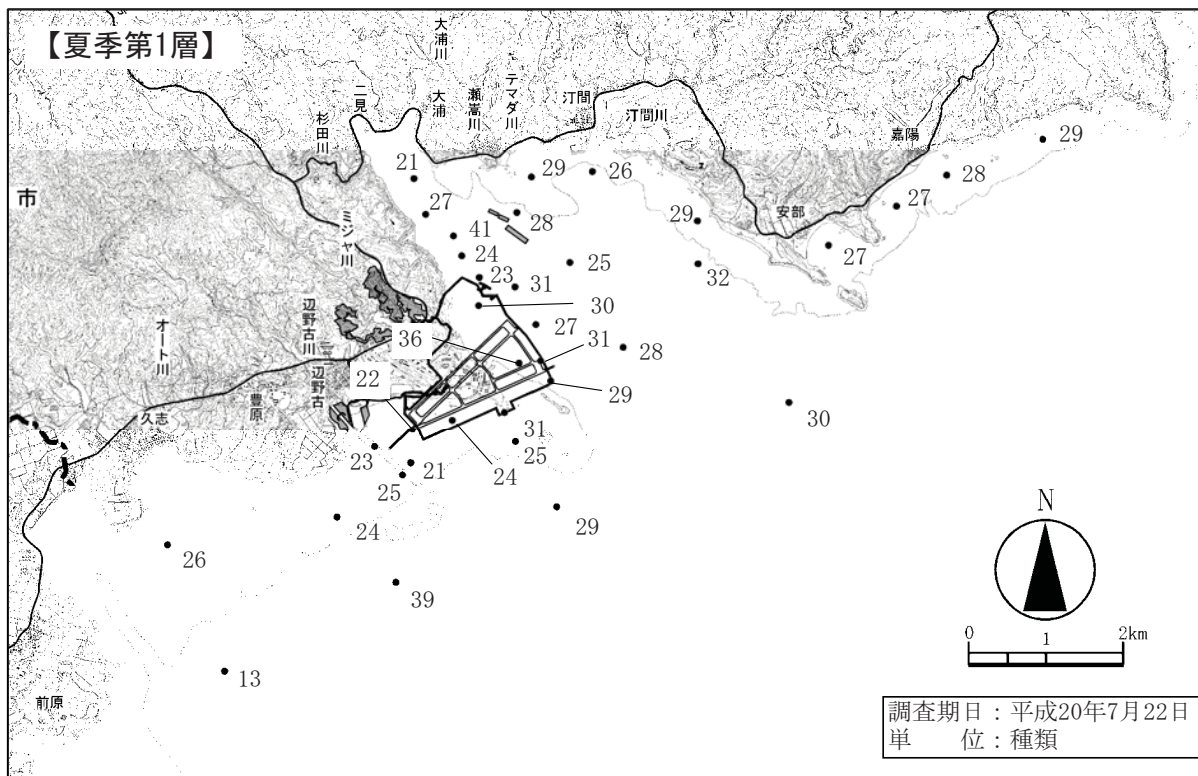 【夏季第1層】
大浦川
テマダ川
汀間
二見
大浦
瀬嵩川
汀間川
杉田川
嘉陽
29
市
21
29
26
28
27
28
27
ミジャ川
41
29
安部
24
25
27
23
31
32
30
辺野古川
オート川
36
27
31
28
22
辺野古
豊原
29
久志
30
31
23
25
21
24
25
24
29
26
N
39
0 1 2km
13
前原
調査期日：平成20年7月22日
単　　位：種類